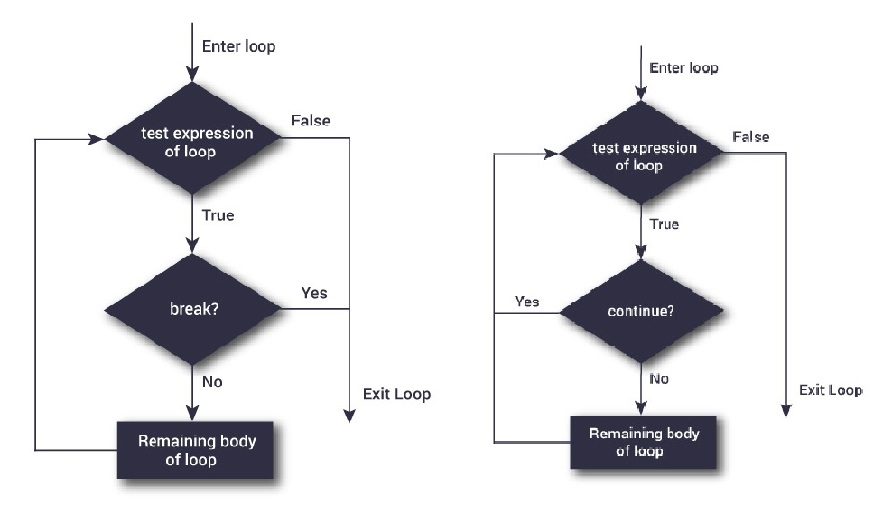 Enter loop
test expression
of loop
False
True
break?
Yes
No
Exit Loop
Remaining body
of loop
Enter loop
test expression
of loop
False
True
continue?
Yes
No
Exit Loop
Remaining body
of loop